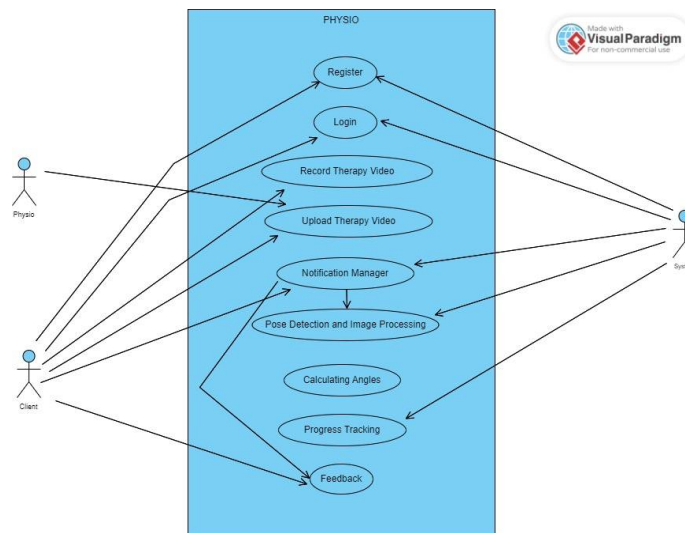 PHYSIO
Made with
Visual Paradigm
For non-commercial use
Register
Login
Physio
Record Therapy Video
Upload Therapy Video
Notification Manager
Pose Detection and Image Processing
Client
Calculating Angles
Progress Tracking
Feedback